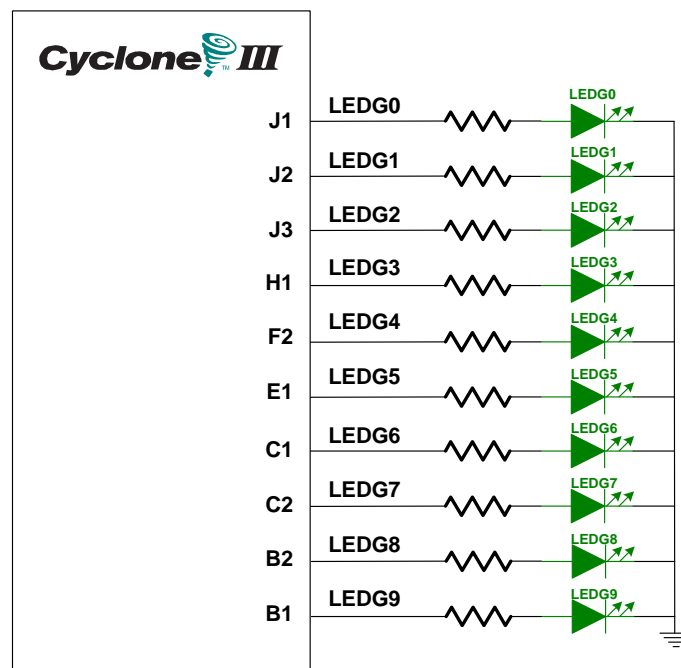 Cyclone III
TM
LEDG0
J1 LEDG0
LEDG1
J2 LEDG1
LEDG2
J3 LEDG2
LEDG3
H1 LEDG3
LEDG4
F2 LEDG4
LEDG5
E1 LEDG5
LEDG6
C1 LEDG6
LEDG7
C2 LEDG7
LEDG8
B2 LEDG8
LEDG9
B1 LEDG9